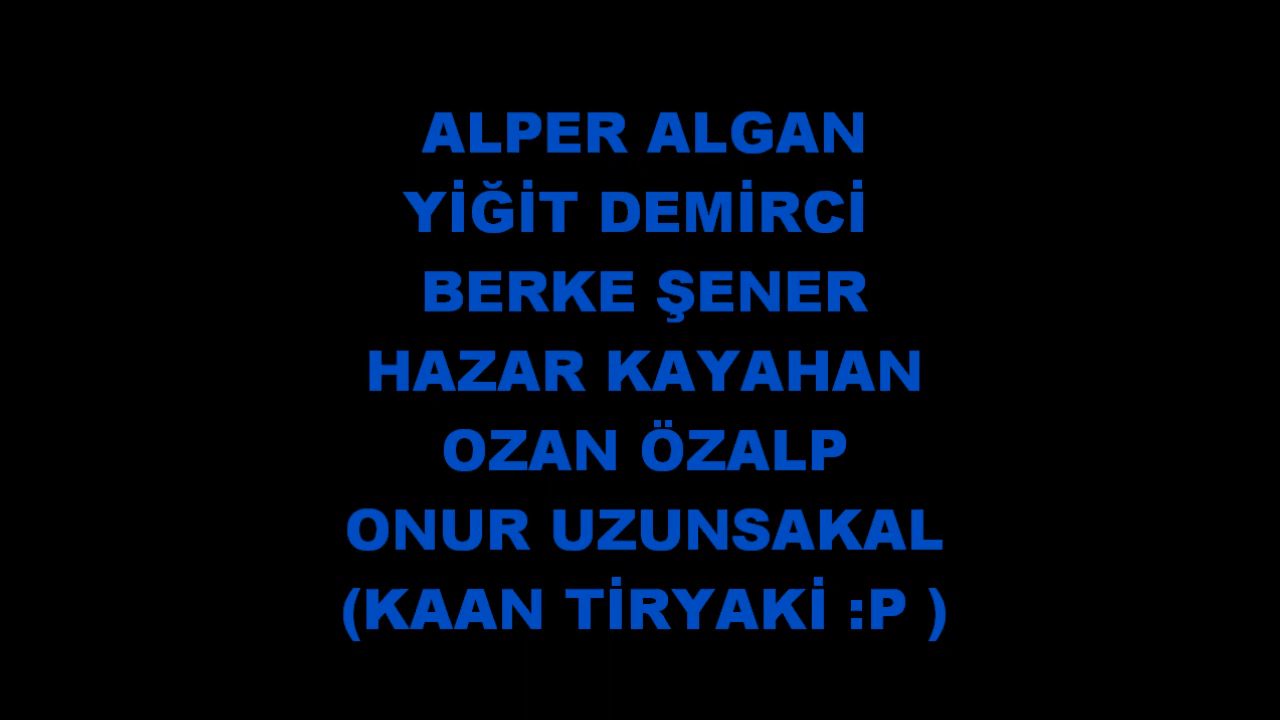 ALPER ALGAN
YİĞİT DEMİRCİ
BERKE ŞENER
HAZAR KAYAHAN
OZAN ÖZALP
ONUR UZUNSAKAL
(KAAN TİRYAKİ :P )